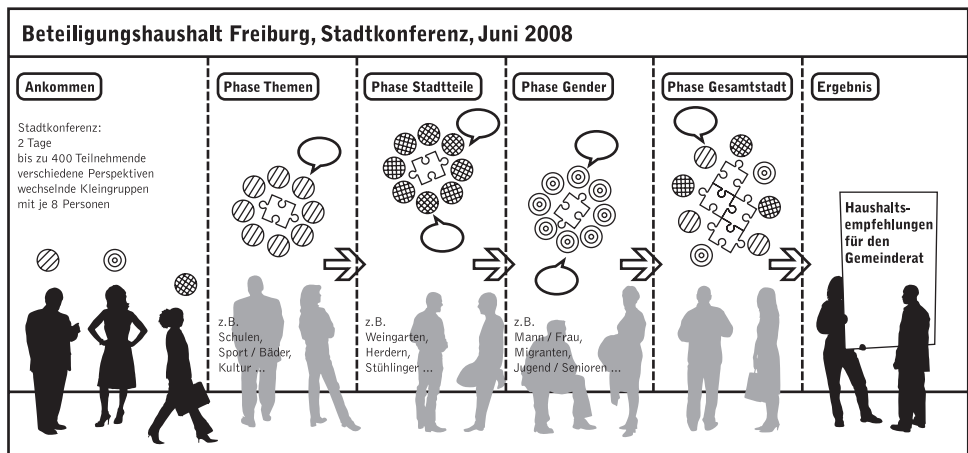 Beteiligungshaushalt Freiburg, Stadtkonferenz, Juni 2008
Ankommen
Stadtkonferenz:
2 Tage
bis zu 400 Teilnehmende
verschiedene Perspektiven
wechselnde Kleingruppen
mit je 8 Personen
Phase Themen
z.B.
Schulen,
Sport / Bäder,
Kultur ...
Phase Stadtteile
z.B.
Weingarten,
Herdern,
Stühlinger ...
Phase Gender
z.B.
Mann / Frau,
Migranten,
Jugend / Senioren ...
Phase Gesamtstadt
Ergebnis
Haushalts-
empfehlungen
für den
Gemeinderat